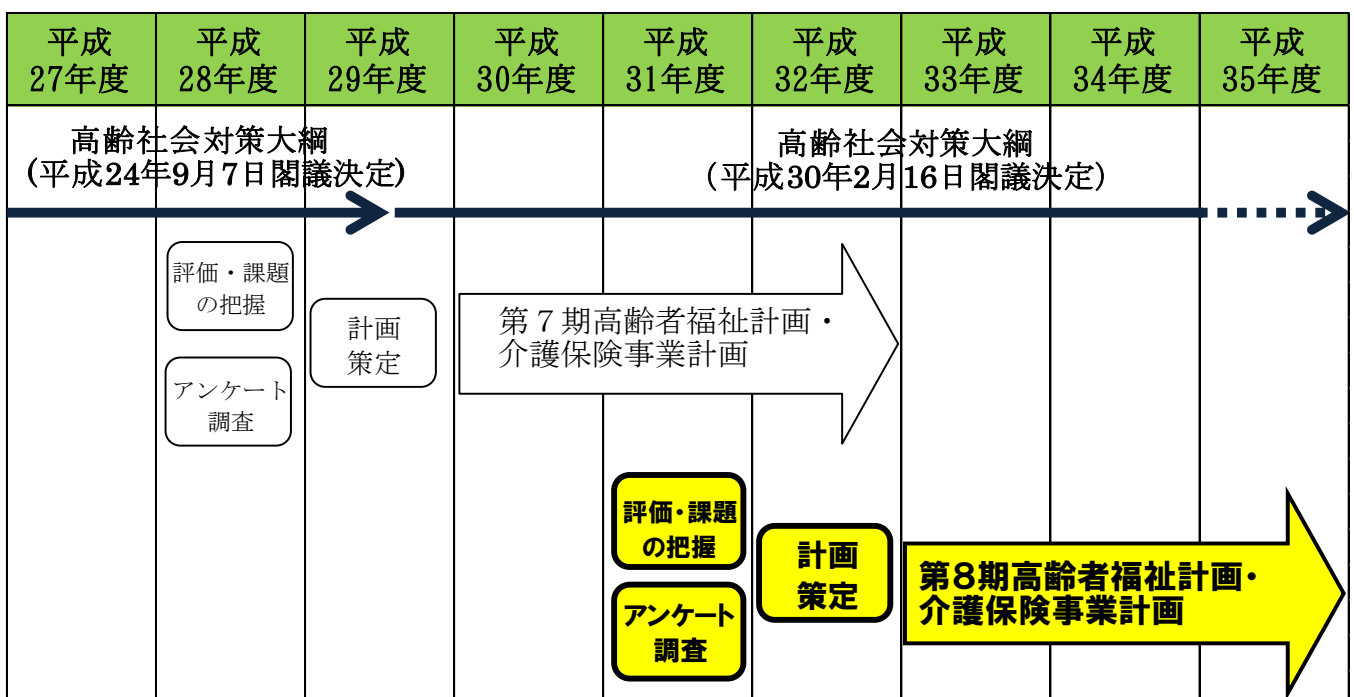 平成
27年度
平成
28年度
平成
29年度
平成
30年度
平成
31年度
平成
32年度
平成
33年度
平成
34年度
平成
35年度
高齢社会対策大綱
(平成24年9月7日閣議決定)
高齢社会対策大綱
(平成30年2月16日閣議決定)
評価・課題
の把握
アンケート
調査
計画
策定
第７期高齢者福祉計画・
介護保険事業計画
評価・課題
の把握
アンケート
調査
計画
策定
第8期高齢者福祉計画・
介護保険事業計画